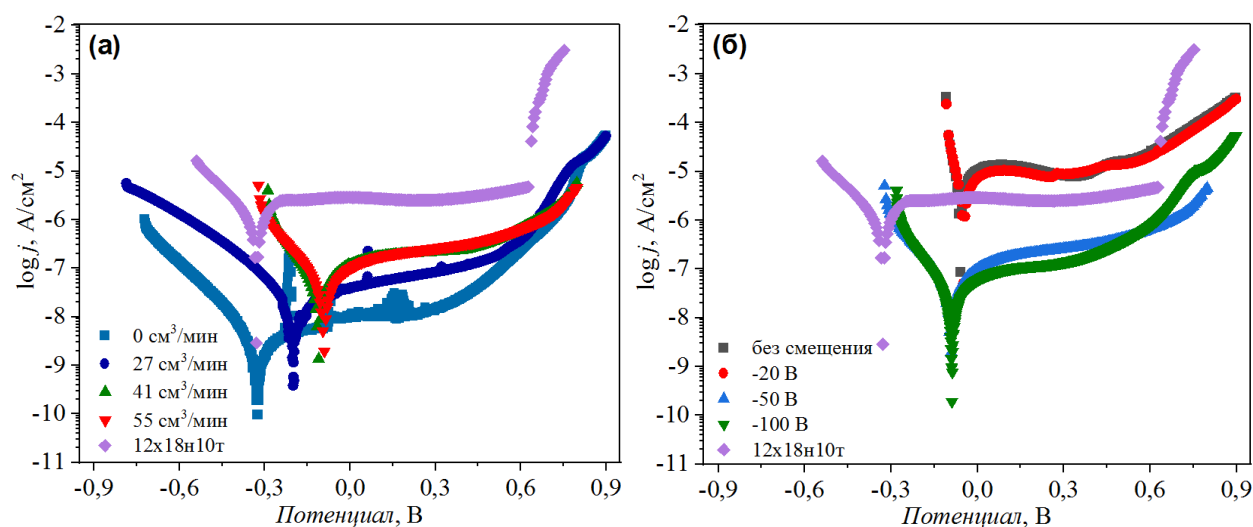 (а)
log j, А/см²
-2
-3
-4
-5
-6
-7
-8
-9
-10
-11
0 см³/мин
27 см³/мин
41 см³/мин
55 см³/мин
12х18н10т
-0,9 -0,6 -0,3 0,0 0,3 0,6 0,9
Потенциал, В
(б)
log j, А/см²
-2
-3
-4
-5
-6
-7
-8
-9
-10
-11
без смещения
-20 В
-50 В
-100 В
12х18н10т
-0,9 -0,6 -0,3 0,0 0,3 0,6 0,9
Потенциал, В